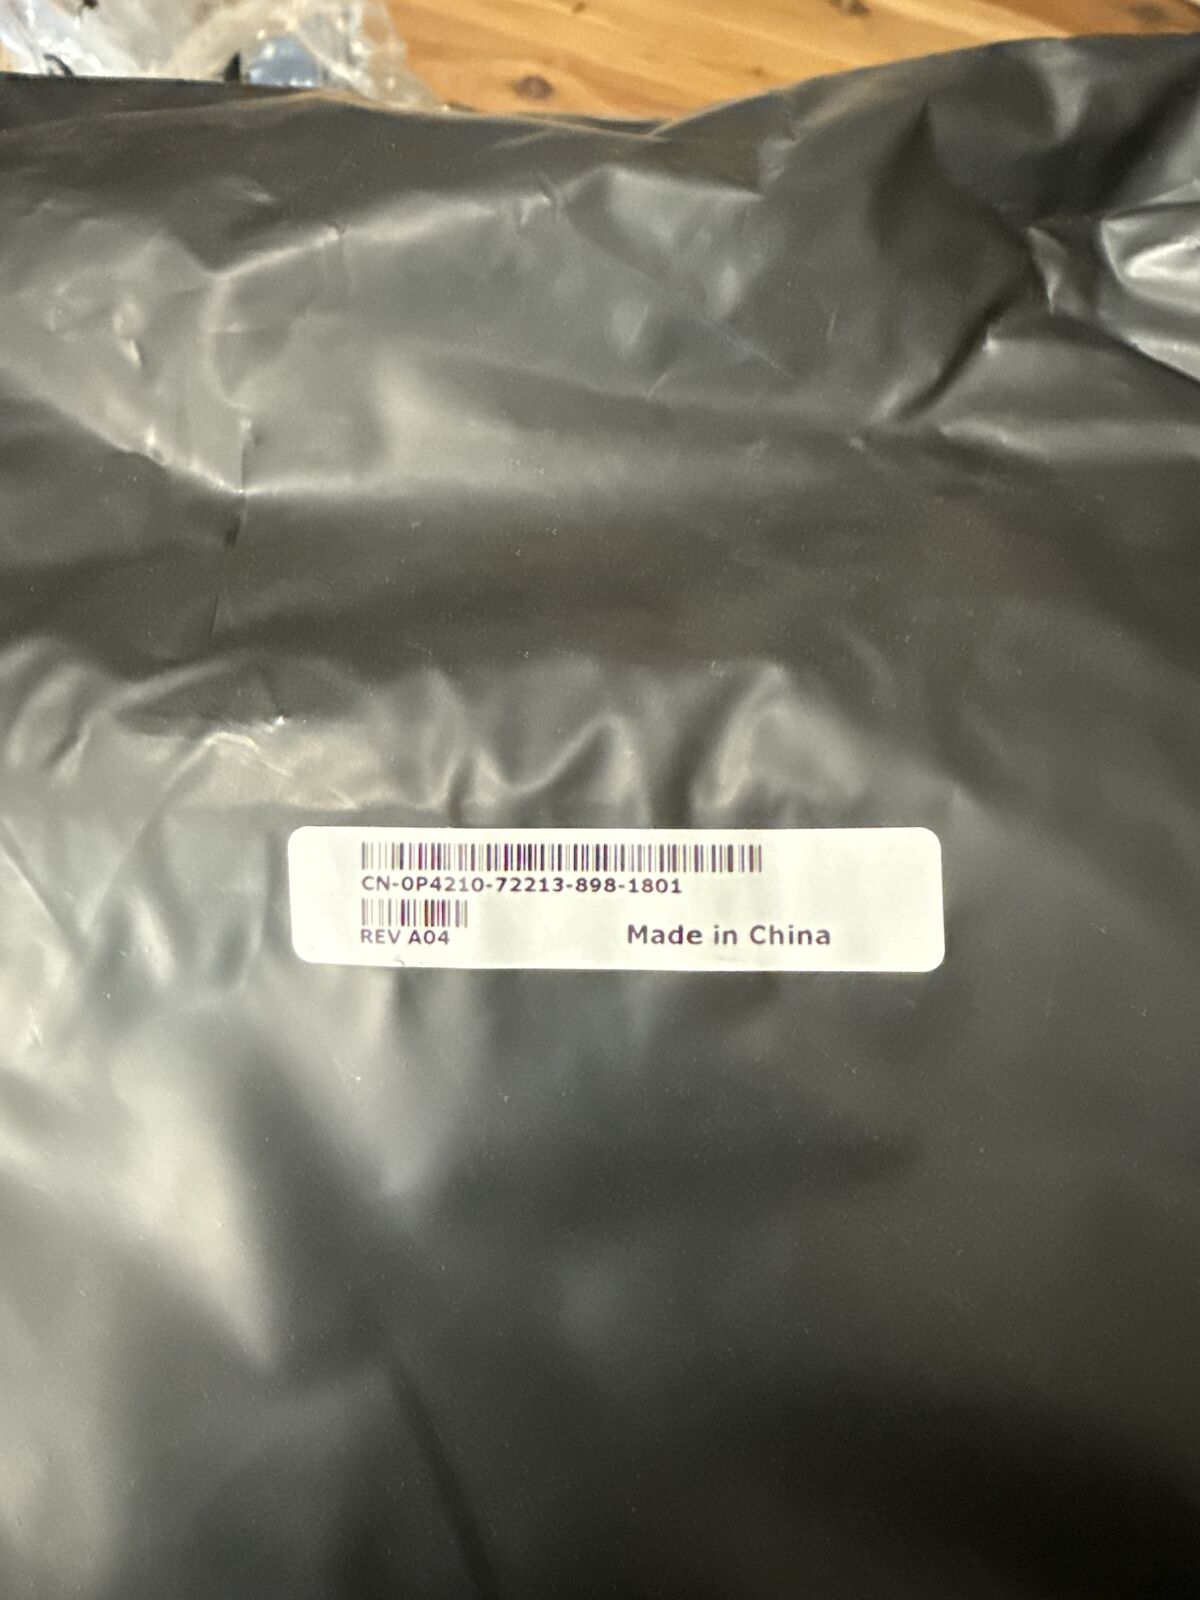 CN-0P4210-72213-898-1801
REV A04
Made in China